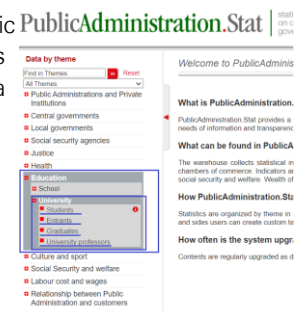 ic PublicAdministration.Stat
s
a
Data by theme
Find in Themes
Reset
All Themes
Public Administrations and Private
Institutions
Central governments
Local governments
Social security agencies
Justice
Health
Education
School
University
Students
Entrants
Graduates
University professors
Culture and sport
Social Security and welfare
Labour cost and wages
Relationship between Public
Administration and customers
stati
on c
gove
Welcome to PublicAdminis
What is PublicAdministration.
PublicAdministration.Stat provides a
needs of information and transparenc
What can be found in PublicA
The warehouse collects statistical in
chambers of commerce. Indicators ar
social security and welfare. Wealth of
How PublicAdministration.Sta
Statistics are organized by theme in
and sides users can create custom ta
How often is the system upgra
Contents are regularly upgraded as d